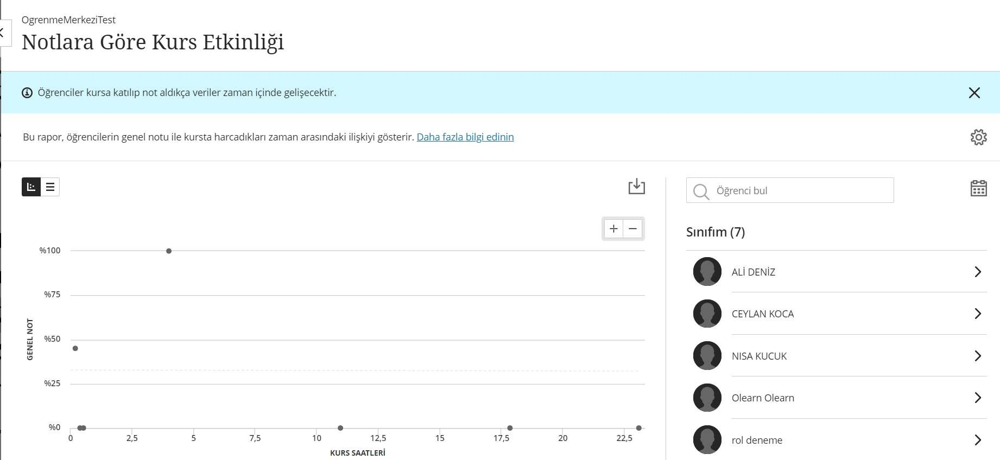 OgrenmeMerkeziTest
Notlara Göre Kurs Etkinliği
Öğrenciler kursa katılıp not aldıkça veriler zaman içinde gelişecektir.
Bu rapor, öğrencilerin genel notu ile kursta harcadıkları zaman arasındaki ilişkiyi gösterir. Daha fazla bilgi edinin
Öğrenci bul
+ −
Sınıfım (7)
%100
%75
%50
%25
%0
GENEL NOT
0 2,5 5 7,5 10 12,5 15 17,5 20 22,5
KURS SAATLERİ
ALİ DENİZ
CEYLAN KOCA
NISA KUCUK
Olearn Olearn
rol deneme